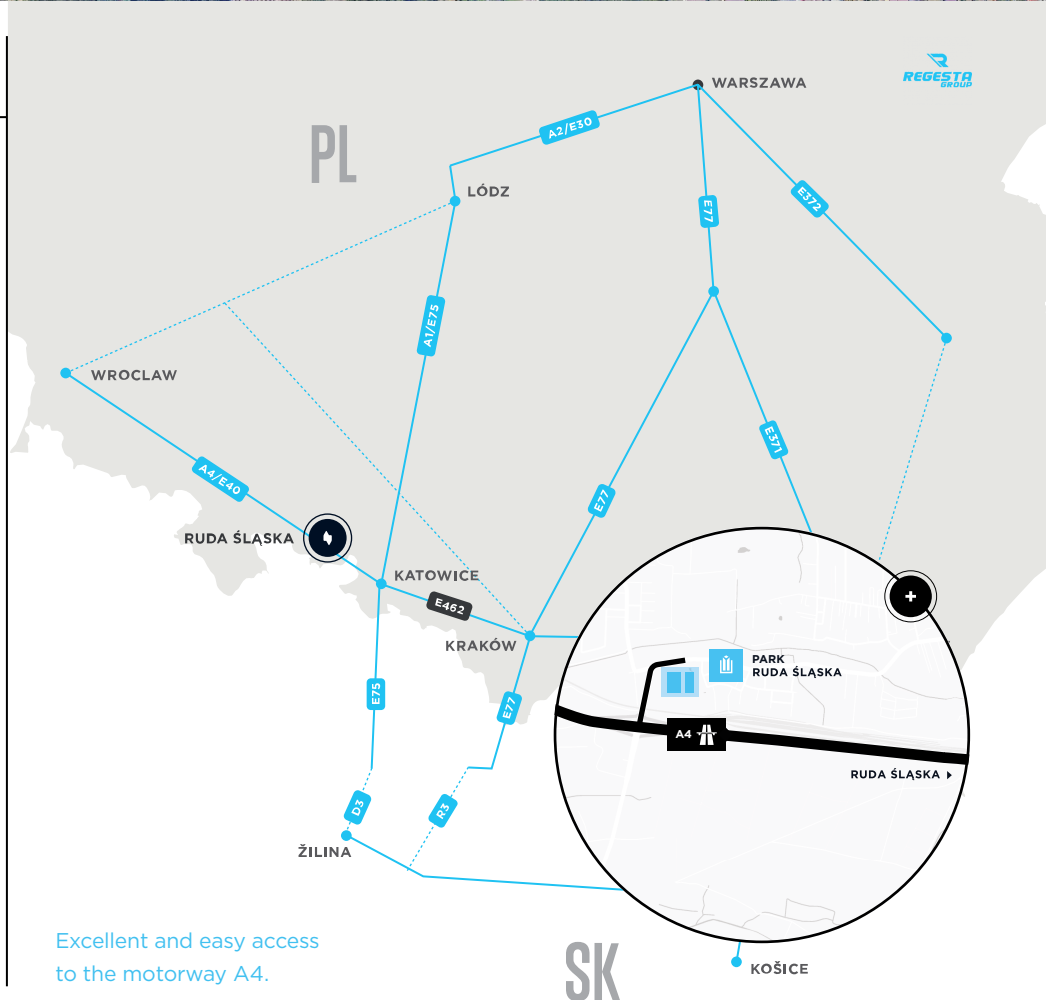 REGESTA
GROUP
WARSZAWA
PL
A2/E30
LÓDZ
E77
E372
A1/E75
WROCLAW
E371
A4/E40
E77
RUDA ŚLĄSKA
KATOWICE
E462
KRAKÓW
PARK
RUDA ŚLĄSKA
E75
E77
A4
RUDA ŚLĄSKA
D3
R3
ŽILINA
Excellent and easy access
to the motorway A4.
SK
KOŠICE